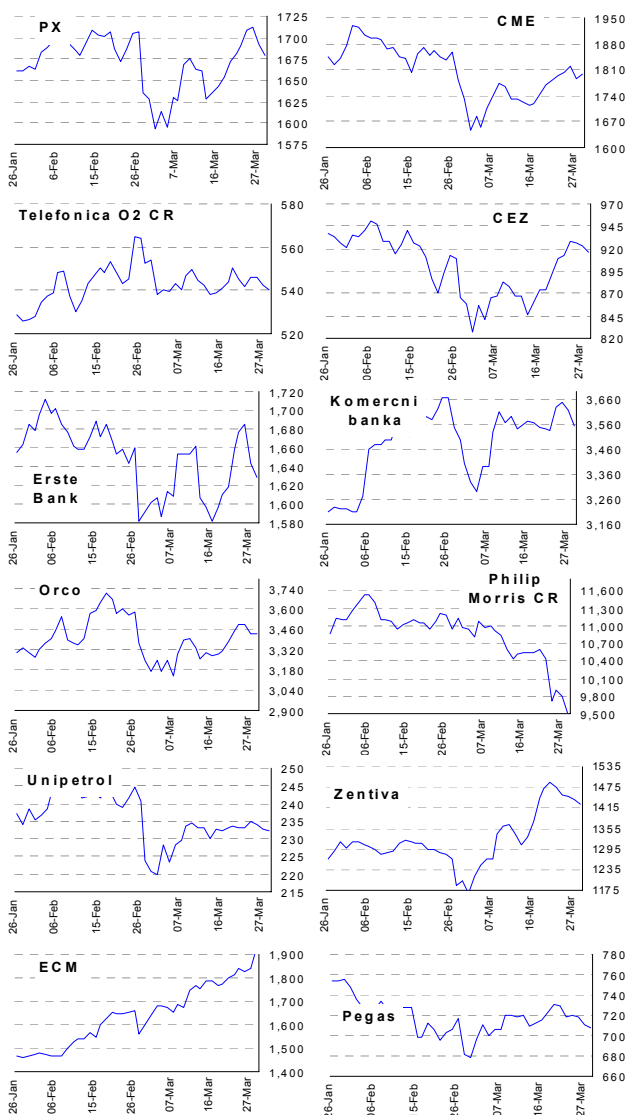 PX
1725
1700
1675
1650
1625
1600
1575
26-Jan
6-Feb
15-Feb
26-Feb
7-Mar
16-Mar
27-Mar
CME
1950
1880
1810
1740
1670
1600
26-Jan
06-Feb
15-Feb
26-Feb
07-Mar
16-Mar
27-Mar
Telefonica O2 CR
580
560
540
520
26-Jan
06-Feb
15-Feb
26-Feb
07-Mar
16-Mar
27-Mar
CEZ
970
945
920
895
870
845
820
26-Jan
06-Feb
15-Feb
26-Feb
07-Mar
16-Mar
27-Mar
Erste
Bank
1,720
1,700
1,680
1,660
1,640
1,620
1,600
1,580
26-Jan
06-Feb
15-Feb
26-Feb
07-Mar
16-Mar
27-Mar
Komercni
banka
3,660
3,560
3,460
3,360
3,260
3,160
26-Jan
06-Feb
15-Feb
26-Feb
07-Mar
16-Mar
27-Mar
Orco
3,740
3,600
3,460
3,320
3,180
3,040
2,900
26-Jan
06-Feb
15-Feb
26-Feb
07-Mar
16-Mar
27-Mar
Philip
Morris CR
11,600
11,300
11,000
10,700
10,400
10,100
9,800
9,500
26-Jan
06-Feb
15-Feb
26-Feb
07-Mar
16-Mar
27-Mar
Unipetrol
250
245
240
235
230
225
220
215
26-Jan
06-Feb
15-Feb
26-Feb
07-Mar
16-Mar
27-Mar
Zentiva
1535
1475
1415
1355
1295
1235
1175
26-Jan
06-Feb
15-Feb
26-Feb
07-Mar
16-Mar
27-Mar
ECM
1,900
1,800
1,700
1,600
1,500
1,400
26-Jan
06-Feb
15-Feb
26-Feb
07-Mar
16-Mar
27-Mar
Pegas
780
760
740
720
700
680
660
26-Jan
06-Feb
15-Feb
26-Feb
07-Mar
16-Mar
27-Mar